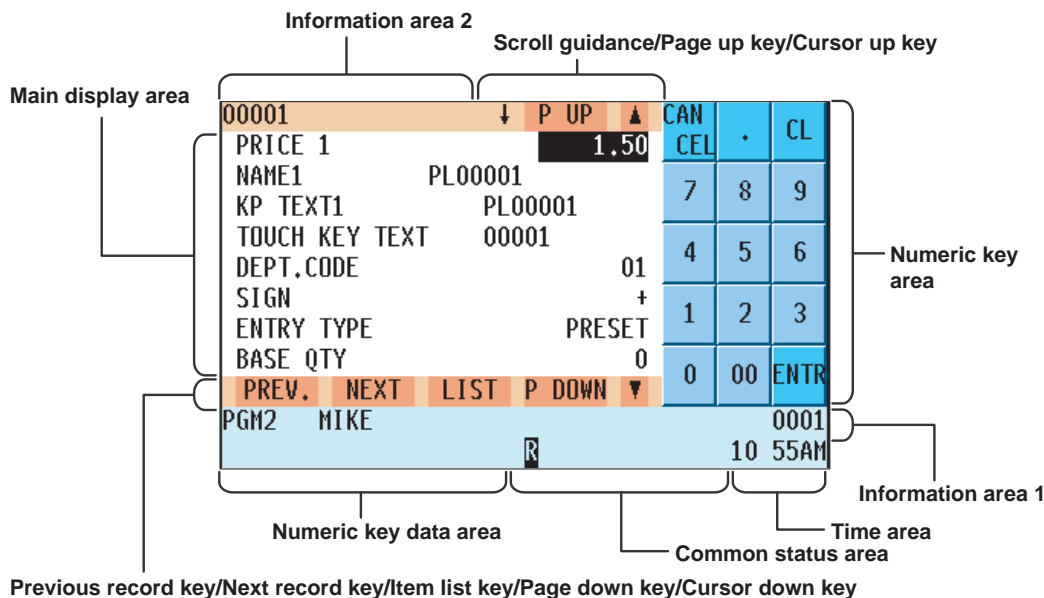 Information area 2
Scroll guidance/Page up key/Cursor up key
Main display area
00001 ↓ P UP ▲
PRICE 1 1.50
NAME1 PL00001
KP TEXT1 PL00001
TOUCH KEY TEXT 00001
DEPT.CODE 01
SIGN +
ENTRY TYPE PRESET
BASE QTY 0
PREV. NEXT LIST P DOWN ▼
CAN
CEL . CL
7 8 9
4 5 6
1 2 3
0 00 ENTR
Numeric key
area
PGM2 MIKE 0001
R 10 55AM
Information area 1
Numeric key data area
Time area
Common status area
Previous record key/Next record key/Item list key/Page down key/Cursor down key